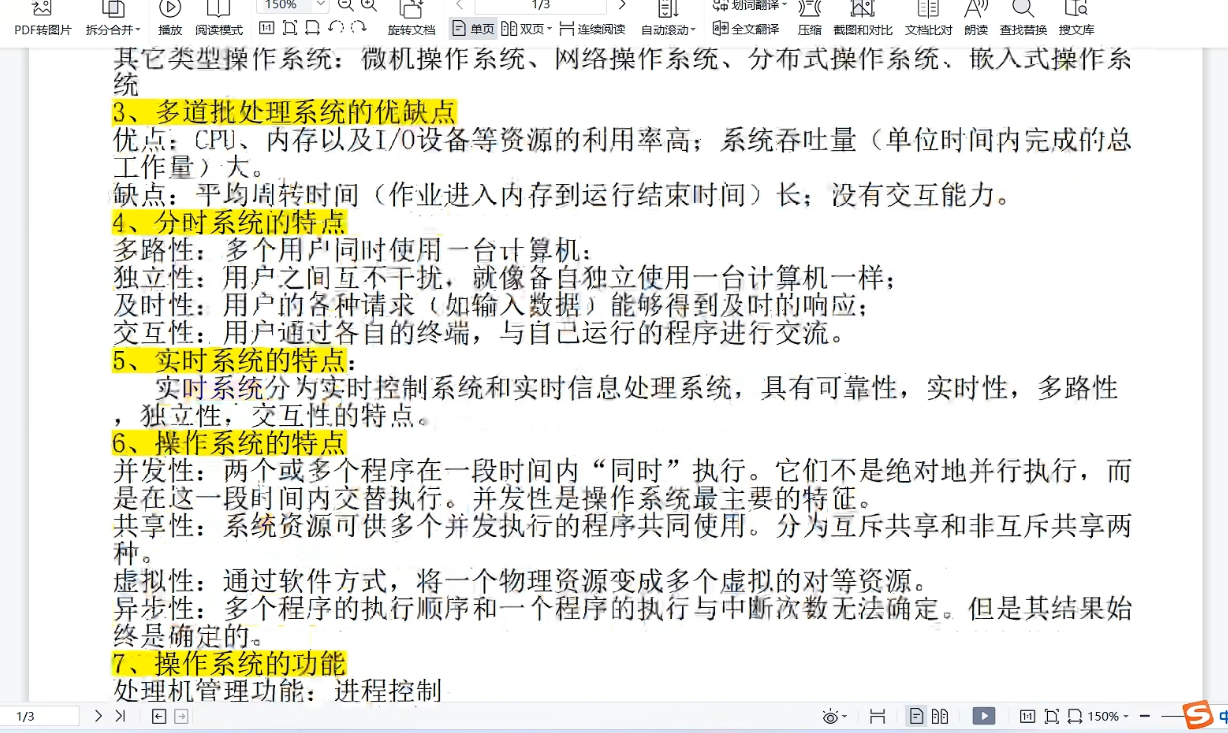 PDF转图片 拆分合并 播放 阅读模式 150% 旋转文档 单页 双页 连续阅读 1/3 自动滚动 划词翻译 全文翻译 压缩 截图和对比 文档比对 朗读 查找替换 搜文库
其它类型操作系统：微机操作系统、网络操作系统、分布式操作系统、嵌入式操作系
统
3、多道批处理系统的优缺点
优点：CPU、内存以及I/O设备等资源的利用率高；系统吞吐量（单位时间内完成的总
工作量）大。
缺点：平均周转时间（作业进入内存到运行结束时间）长；没有交互能力。
4、分时系统的特点
多路性：多个用户同时使用一台计算机；
独立性：用户之间互不干扰，就像各自独立使用一台计算机一样；
及时性：用户的各种请求（如输入数据）能够得到及时的响应；
交互性：用户通过各自的终端，与自己运行的程序进行交流。
5、实时系统的特点：
实时系统分为实时控制系统和实时信息处理系统，具有可靠性，实时性，多路性
，独立性，交互性的特点。
6、操作系统的特点
并发性：两个或多个程序在一段时间内“同时”执行。它们不是绝对地并行执行，而
是在这一段时间内交替执行。并发性是操作系统最主要的特征。
共享性：系统资源可供多个并发执行的程序共同使用。分为互斥共享和非互斥共享两
种。
虚拟性：通过软件方式，将一个物理资源变成多个虚拟的对等资源。
异步性：多个程序的执行顺序和一个程序的执行与中断次数无法确定。但是其结果始
终是确定的。
7、操作系统的功能
处理机管理功能：进程控制
1/3 150% 中